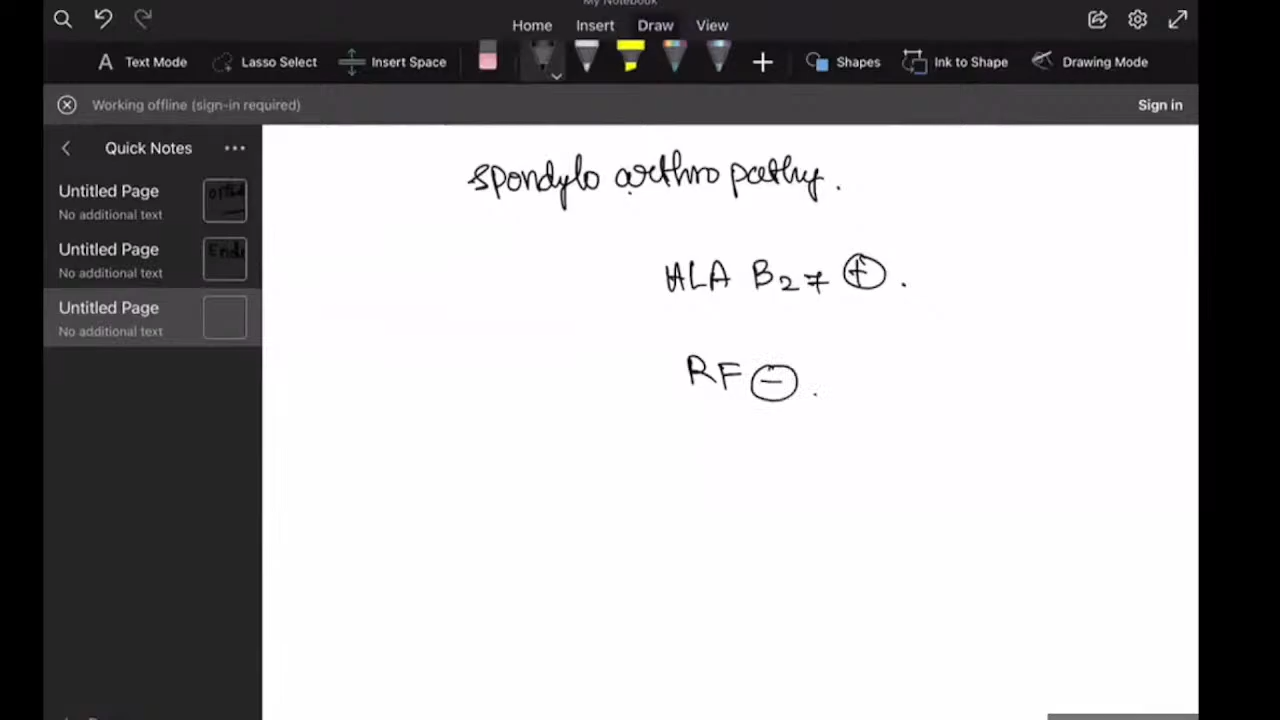 My Notebook
Home Insert Draw View
Text Mode Lasso Select Insert Space Shapes Ink to Shape Drawing Mode
Working offline (sign-in required) Sign in
Quick Notes
Untitled Page
No additional text
Untitled Page
No additional text
Untitled Page
No additional text
spondylo arthro pathy.
HLA B27 ⊕.
RF ⊖.